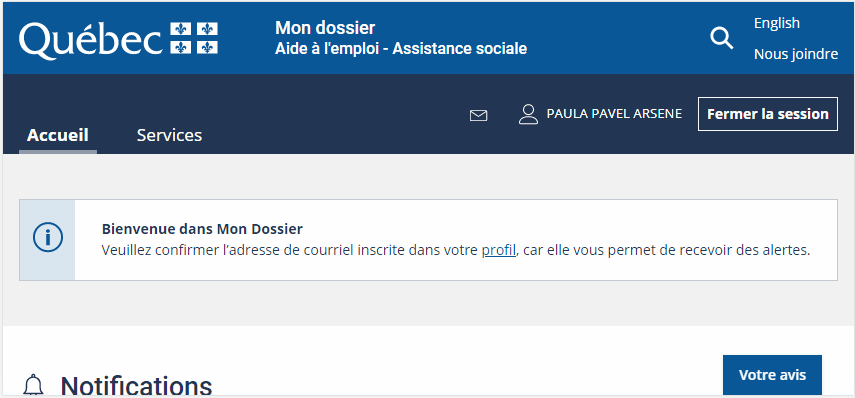 Québec
Mon dossier
Aide à l'emploi - Assistance sociale
English
Nous joindre
Accueil
Services
PAULA PAVEL ARSENE
Fermer la session
Bienvenue dans Mon Dossier
Veuillez confirmer l’adresse de courriel inscrite dans votre profil, car elle vous permet de recevoir des alertes.
Notifications
Votre avis